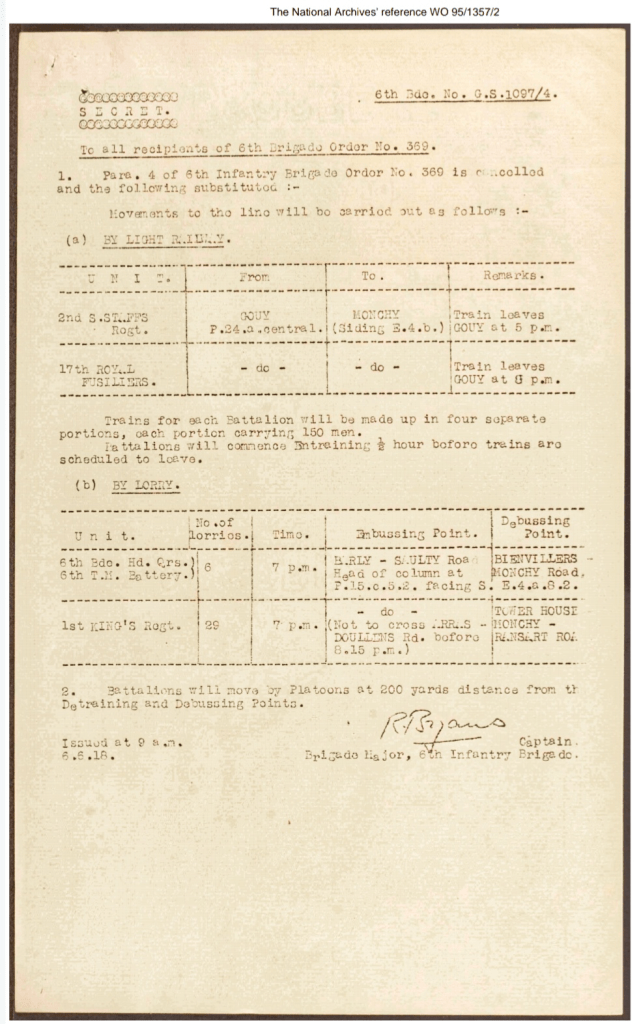 The National Archives' reference WO 95/1357/2
6th Bde. No. G.S.1097/4.
S E C R E T.
To all recipients of 6th Brigade Order No. 369.
1. Para. 4 of 6th Infantry Brigade Order No. 369 is cancelled
and the following substituted :-
Movements to the line will be carried out as follows :-
(a) BY LIGHT RAILWAY.
U N I T. From To. Remarks.
2nd S.STAFFS GOUY MONCHY Train leaves
Regt. P.24.a.central. (Siding E.4.b.) GOUY at 5 p.m.
17th ROYAL - do - - do - Train leaves
FUSILIERS. GOUY at p.m.
Trains for each Battalion will be made up in four separate
portions, each portion carrying 150 men.
Battalions will commence Entraining ½ hour before trains are
scheduled to leave.
(b) BY LORRY.
No.of Debussing
U n i t. lorries. Time. Embussing Point. Point.
6th Bde. Hd. Qrs.) 6 7 p.m. BARLY - SAULTY Road BIENVILLERS -
6th T.M. Battery.) Head of column at MONCHY Road.
P.15.c.5.2. facing S. E.4.a.8.2.
- do - TOWER HOUSE
1st KING'S Regt. 29 7 p.m. (Not to cross ARRAS - MONCHY -
DOULLENS Rd. before RANSART ROA
8.15 p.m.)
2. Battalions will move by Platoons at 200 yards distance from th
Detraining and Debussing Points.
Issued at 9 a.m. Captain.
6.6.18. Brigade Major, 6th Infantry Brigade.